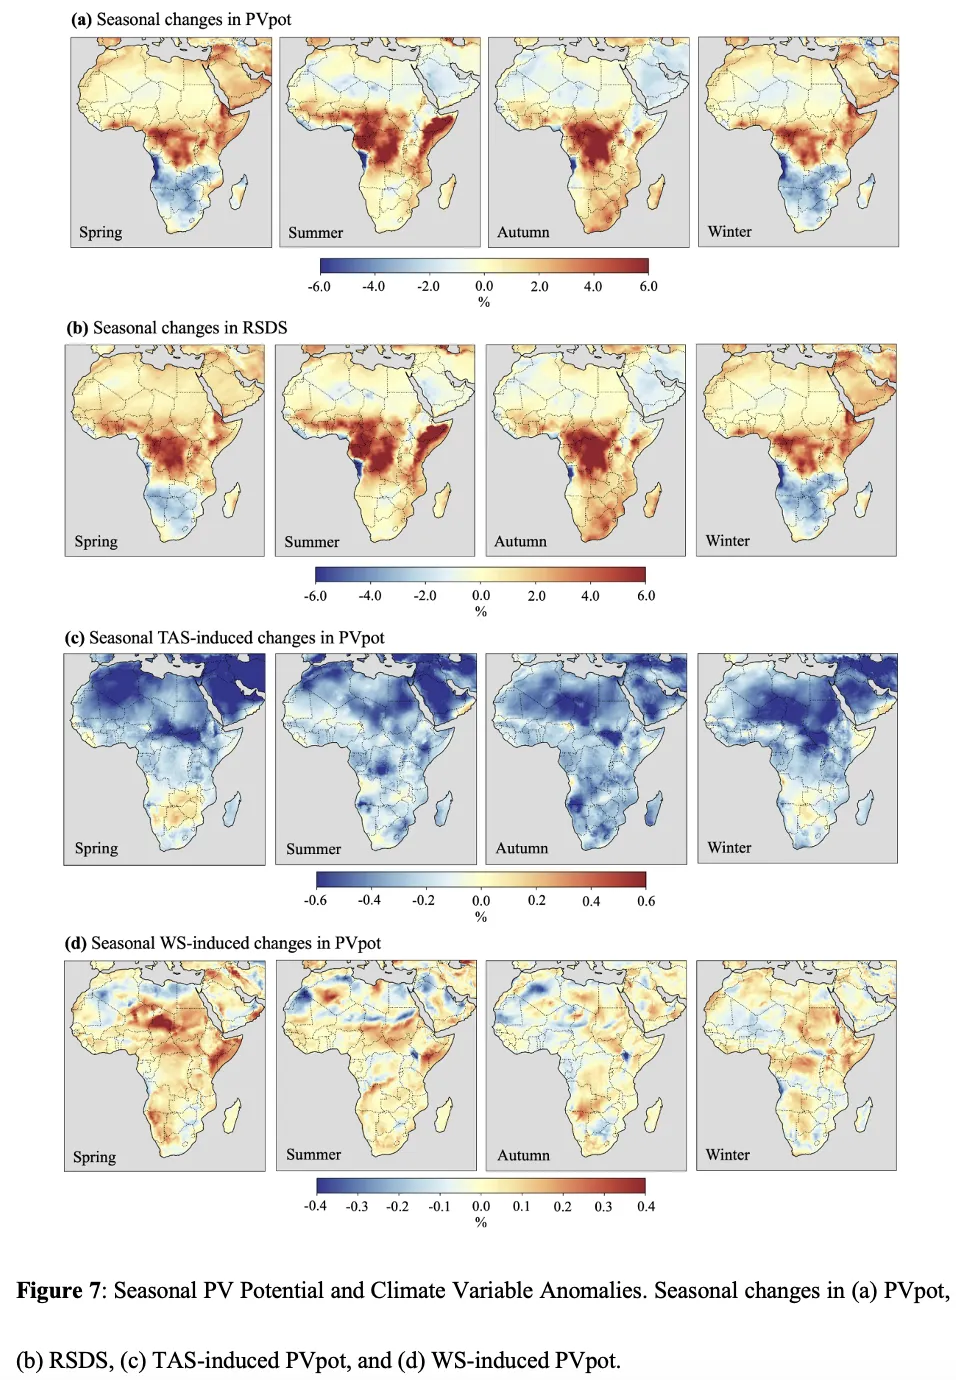 (a) Seasonal changes in PVpot
Spring
Summer
Autumn
Winter
-6.0 -4.0 -2.0 0.0 2.0 4.0 6.0
%
(b) Seasonal changes in RSDS
Spring
Summer
Autumn
Winter
-6.0 -4.0 -2.0 0.0 2.0 4.0 6.0
%
(c) Seasonal TAS-induced changes in PVpot
Spring
Summer
Autumn
Winter
-0.6 -0.4 -0.2 0.0 0.2 0.4 0.6
%
(d) Seasonal WS-induced changes in PVpot
Spring
Summer
Autumn
Winter
-0.4 -0.3 -0.2 -0.1 0.0 0.1 0.2 0.3 0.4
%
Figure 7: Seasonal PV Potential and Climate Variable Anomalies. Seasonal changes in (a) PVpot,
(b) RSDS, (c) TAS-induced PVpot, and (d) WS-induced PVpot.